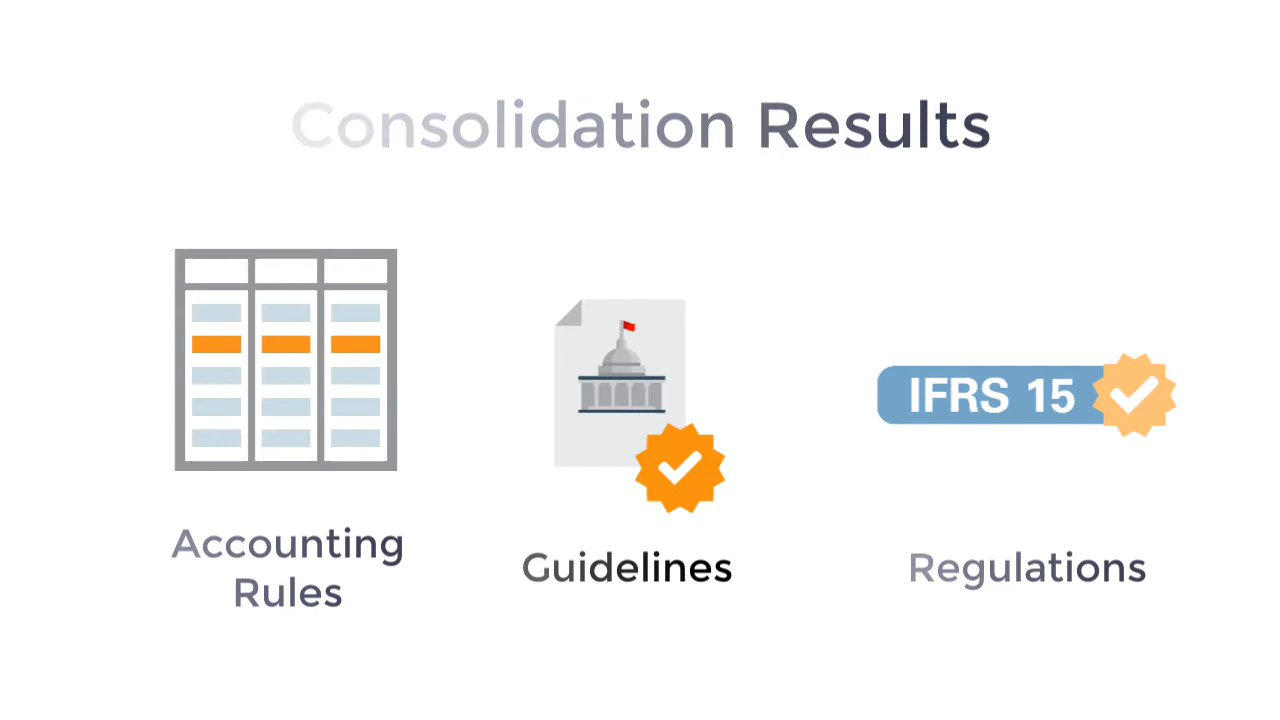 Consolidation Results
IFRS 15
Accounting
Rules
Guidelines
Regulations